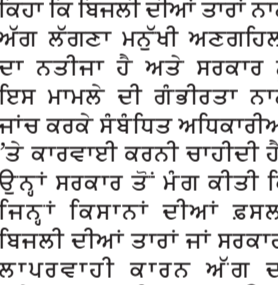 ਕਿਹਾ ਕਿ ਬਿਜਲੀ ਦੀਆਂ ਤਾਰਾਂ
ਅੱਗ ਲੱਗਣਾ ਮਨੁੱਖੀ ਅਣਗਹਿਲ
ਦਾ ਨਤੀਜਾ ਹੈ ਅਤੇ ਸਰਕਾਰ
ਇਸ ਮਾਮਲੇ ਦੀ ਗੰਭੀਰਤਾ
ਜਾਂਚ ਕਰਕੇ ਸੰਬੰਧਿਤ ਅਧਿਕਾਰੀਆ
'ਤੇ ਕਾਰਵਾਈ ਕਰਨੀ ਚਾਹੀਦੀ ਹੈ
ਉਨ੍ਹਾਂ ਸਰਕਾਰ ਤੋਂ ਮੰਗ ਕੀਤੀ ਕਿ
ਜਿਨ੍ਹਾਂ ਕਿਸਾਨਾਂ ਦੀਆਂ ਫ਼ਸਲ
ਬਿਜਲੀ ਦੀਆਂ ਤਾਰਾਂ ਜਾਂ ਸਰਕਾਰ
ਲਾਪਰਵਾਹੀ ਕਾਰਨ ਅੱਗ ਦ